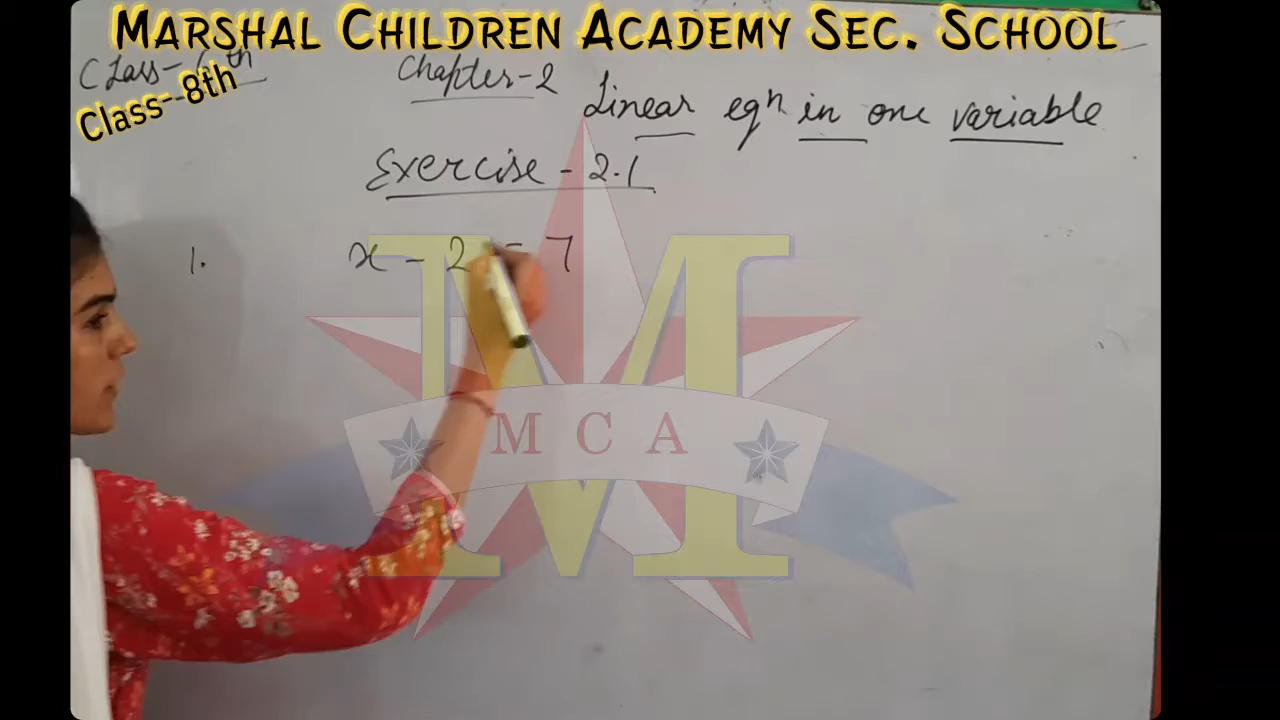 MARSHAL CHILDREN ACADEMY SEC. SCHOOL
Class-
Class-8th
Chapter-2
Linear eqn in one variable
Exercise - 2.1
1. x - 2 = 7
M
M C A